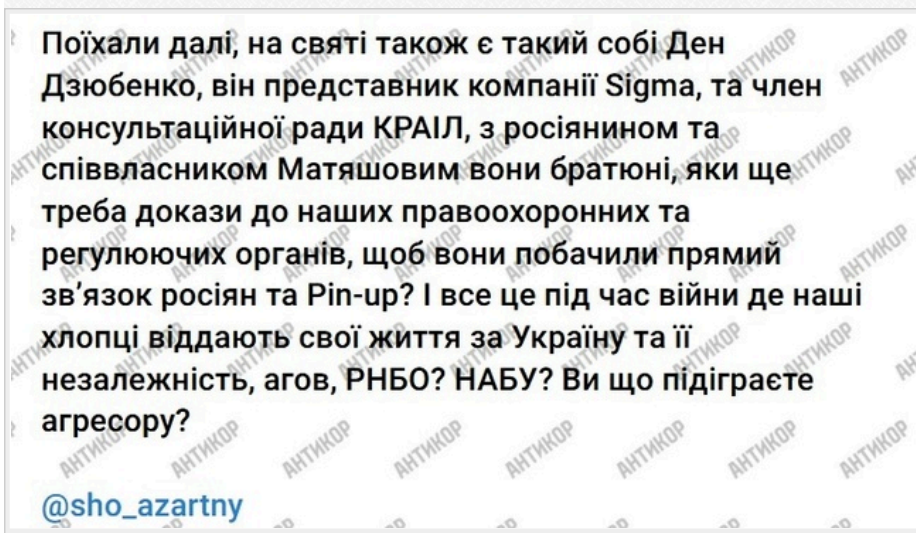 Поїхали далі, на святі також є такий собі Ден
Дзюбенко, він представник компанії Sigma, та член
консультаційної ради КРАІЛ, з росіянином та
співвласником Матяшовим вони братюні, яки ще
треба докази до наших правоохоронних та
регулюючих органів, щоб вони побачили прямий
зв’язок росіян та Pin-up? І все це під час війни де наші
хлопці віддають свої життя за Україну та її
незалежність, агов, РНБО? НАБУ? Ви що підіграєте
агресору?
@sho_azartny
АНТИКОР